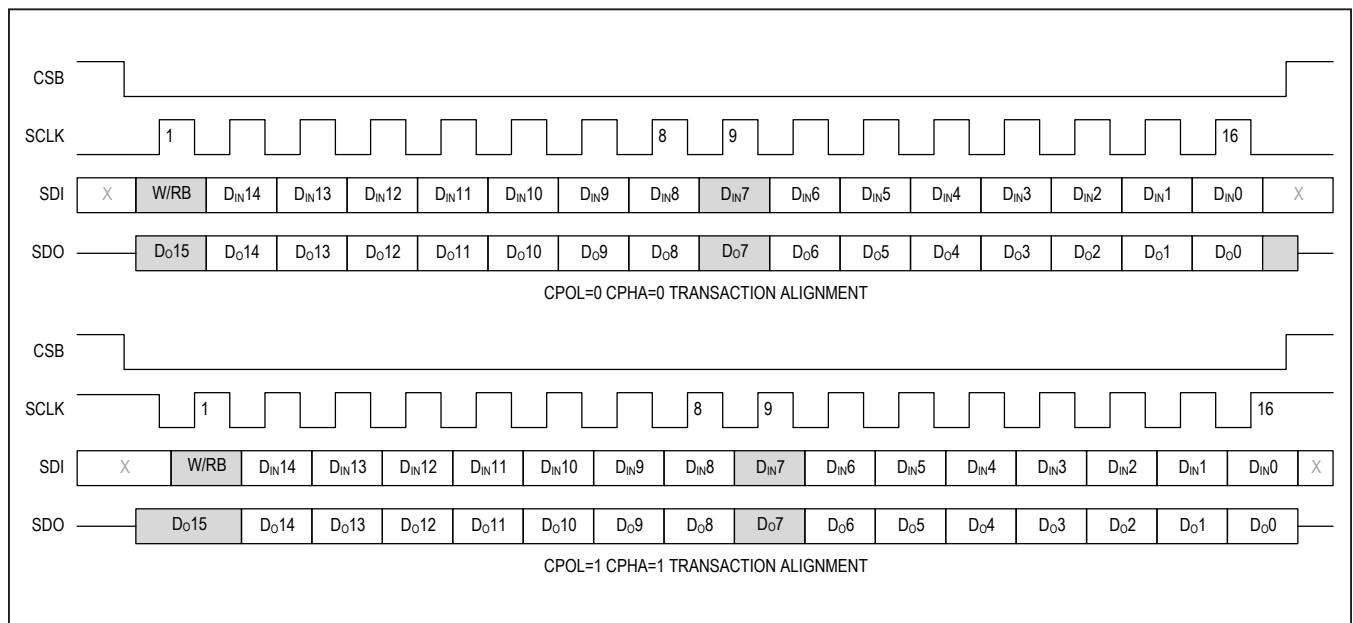 CSB
SCLK 1 8 9 16
SDI X W/RB DIN14 DIN13 DIN12 DIN11 DIN10 DIN9 DIN8 DIN7 DIN6 DIN5 DIN4 DIN3 DIN2 DIN1 DIN0 X
SDO DO15 DO14 DO13 DO12 DO11 DO10 DO9 DO8 DO7 DO6 DO5 DO4 DO3 DO2 DO1 DO0
CPOL=0 CPHA=0 TRANSACTION ALIGNMENT
CSB
SCLK 1 8 9 16
SDI X W/RB DIN14 DIN13 DIN12 DIN11 DIN10 DIN9 DIN8 DIN7 DIN6 DIN5 DIN4 DIN3 DIN2 DIN1 DIN0 X
SDO DO15 DO14 DO13 DO12 DO11 DO10 DO9 DO8 DO7 DO6 DO5 DO4 DO3 DO2 DO1 DO0
CPOL=1 CPHA=1 TRANSACTION ALIGNMENT